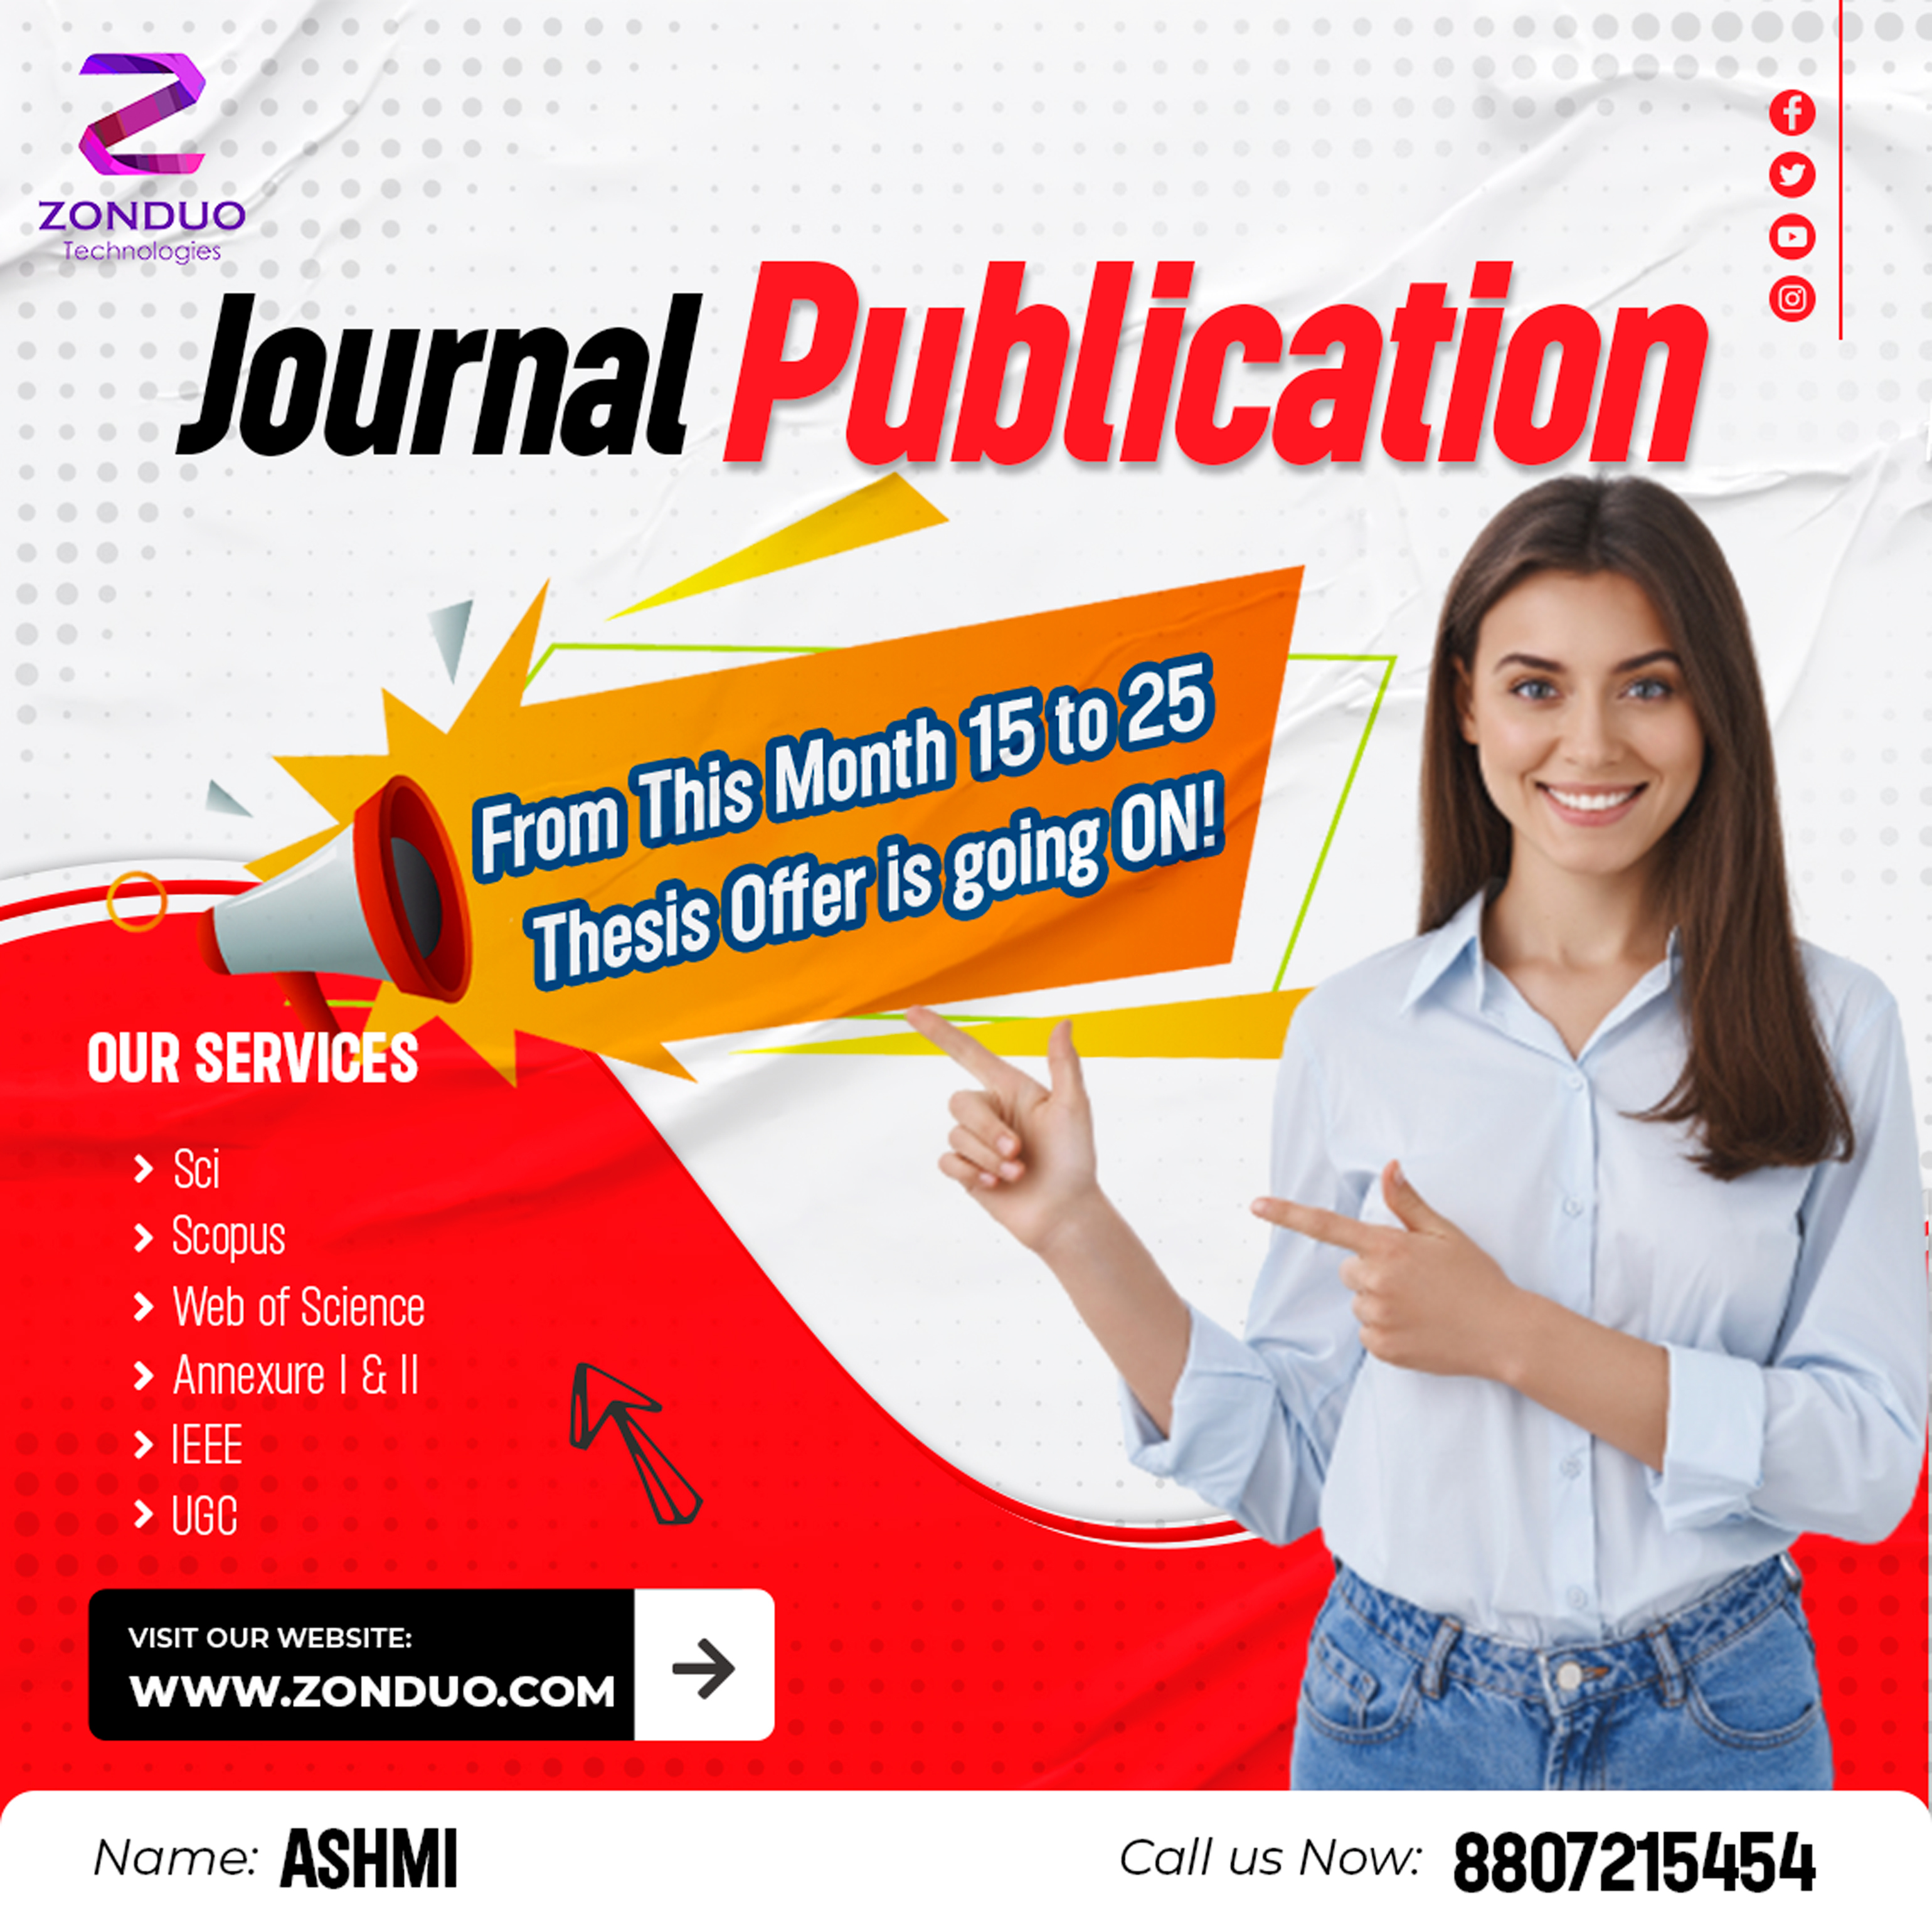 ZONDUO
Technologies
Journal Publication
From This Month 15 to 25
Thesis Offer is going ON!
OUR SERVICES
Sci
Scopus
Web of Science
Annexure I & II
IEEE
UGC
VISIT OUR WEBSITE:
WWW.ZONDUO.COM
Name: ASHMI
Call us Now: 8807215454